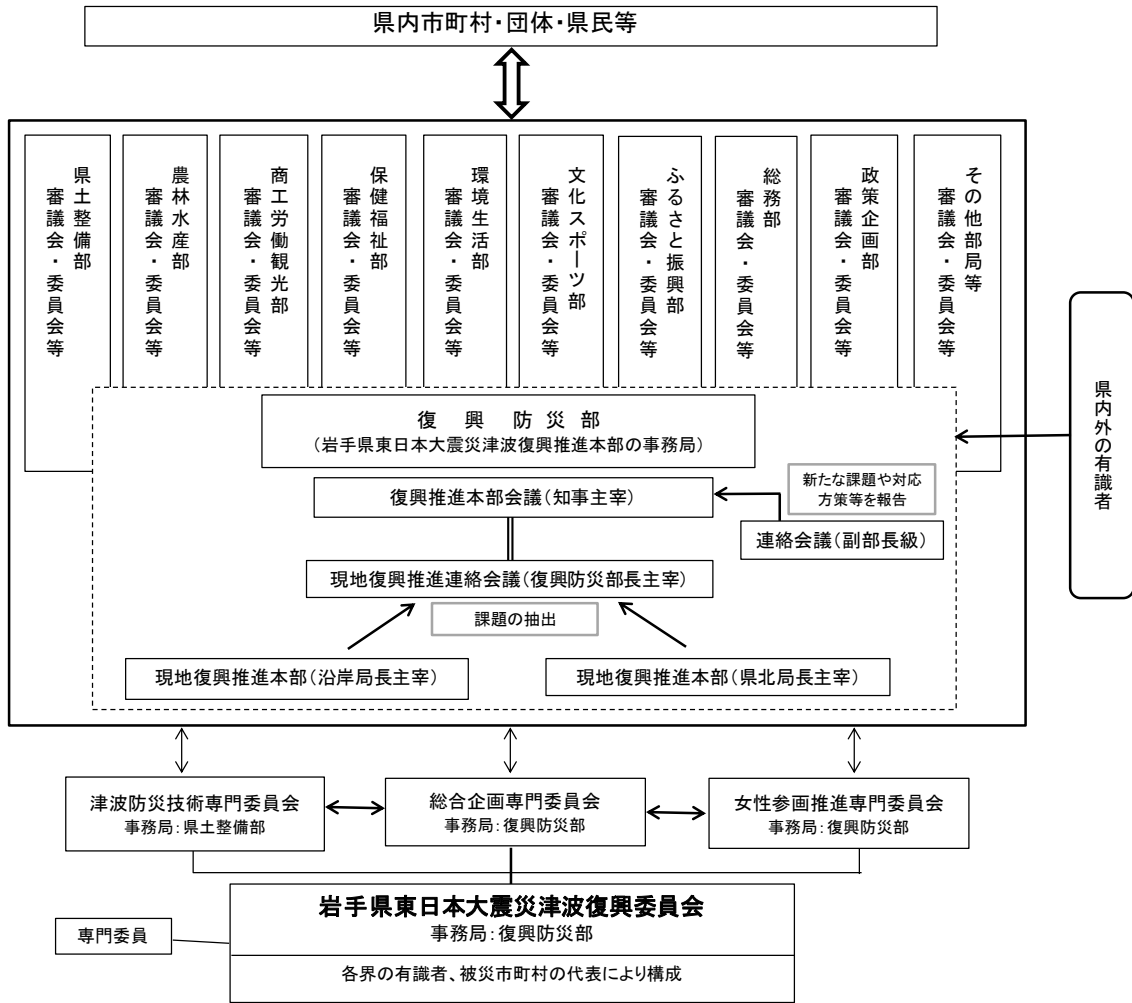 県内市町村・団体・県民等
県土整備部
審議会・委員会等
農林水産部
審議会・委員会等
商工労働観光部
審議会・委員会等
保健福祉部
審議会・委員会等
環境生活部
審議会・委員会等
文化スポーツ部
審議会・委員会等
ふるさと振興部
審議会・委員会等
総務部
審議会・委員会等
政策企画部
審議会・委員会等
その他部局等
審議会・委員会等
県内外の有識者
復興防災部
(岩手県東日本大震災津波復興推進本部の事務局)
復興推進本部会議(知事主宰)
新たな課題や対応
方策等を報告
連絡会議(副部長級)
現地復興推進連絡会議(復興防災部長主宰)
課題の抽出
現地復興推進本部(沿岸局長主宰)
現地復興推進本部(県北局長主宰)
津波防災技術専門委員会
事務局:県土整備部
総合企画専門委員会
事務局:復興防災部
女性参画推進専門委員会
事務局:復興防災部
岩手県東日本大震災津波復興委員会
事務局:復興防災部
専門委員
各界の有識者、被災市町村の代表により構成